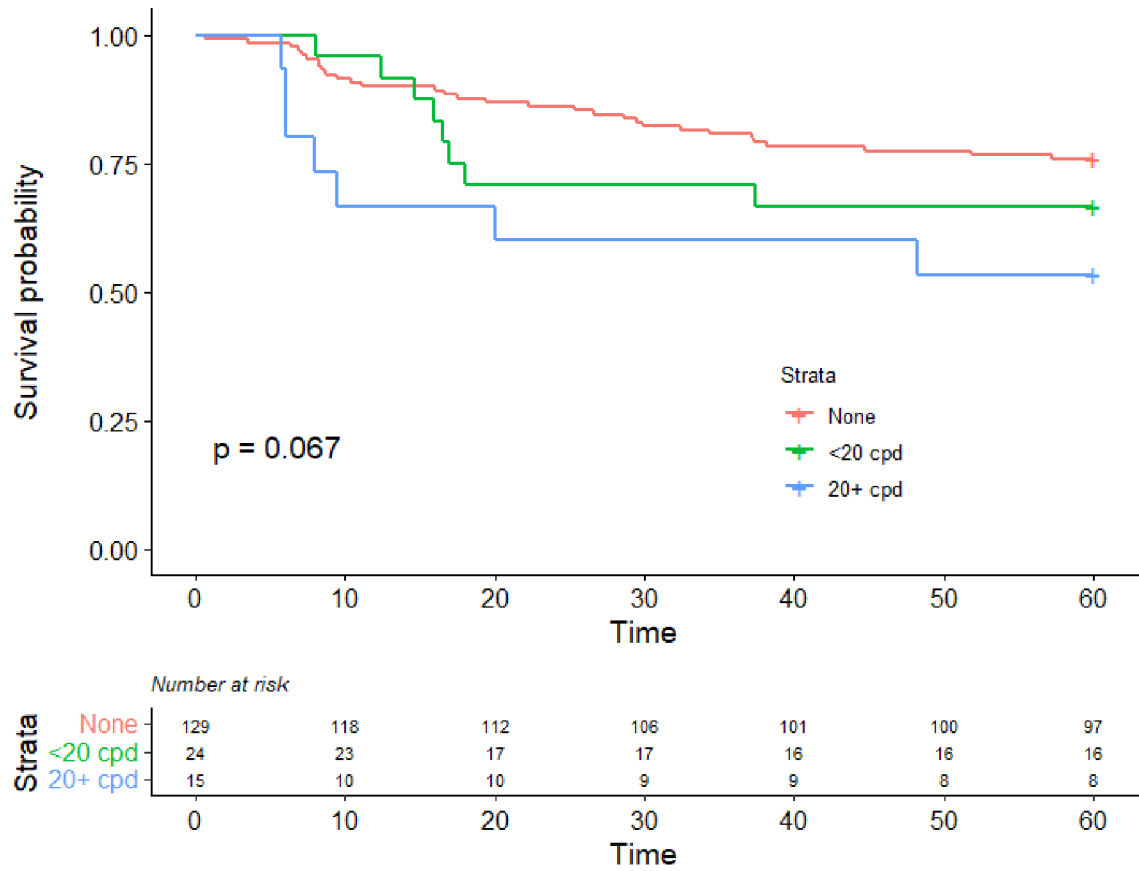 Survival probability
1.00
0.75
0.50
0.25
0.00
p = 0.067
Strata
None
<20 cpd
20+ cpd
0 10 20 30 40 50 60
Time
Number at risk
Strata
None 129 118 112 106 101 100 97
<20 cpd 24 23 17 17 16 16 16
20+ cpd 15 10 10 9 9 8 8
0 10 20 30 40 50 60
Time